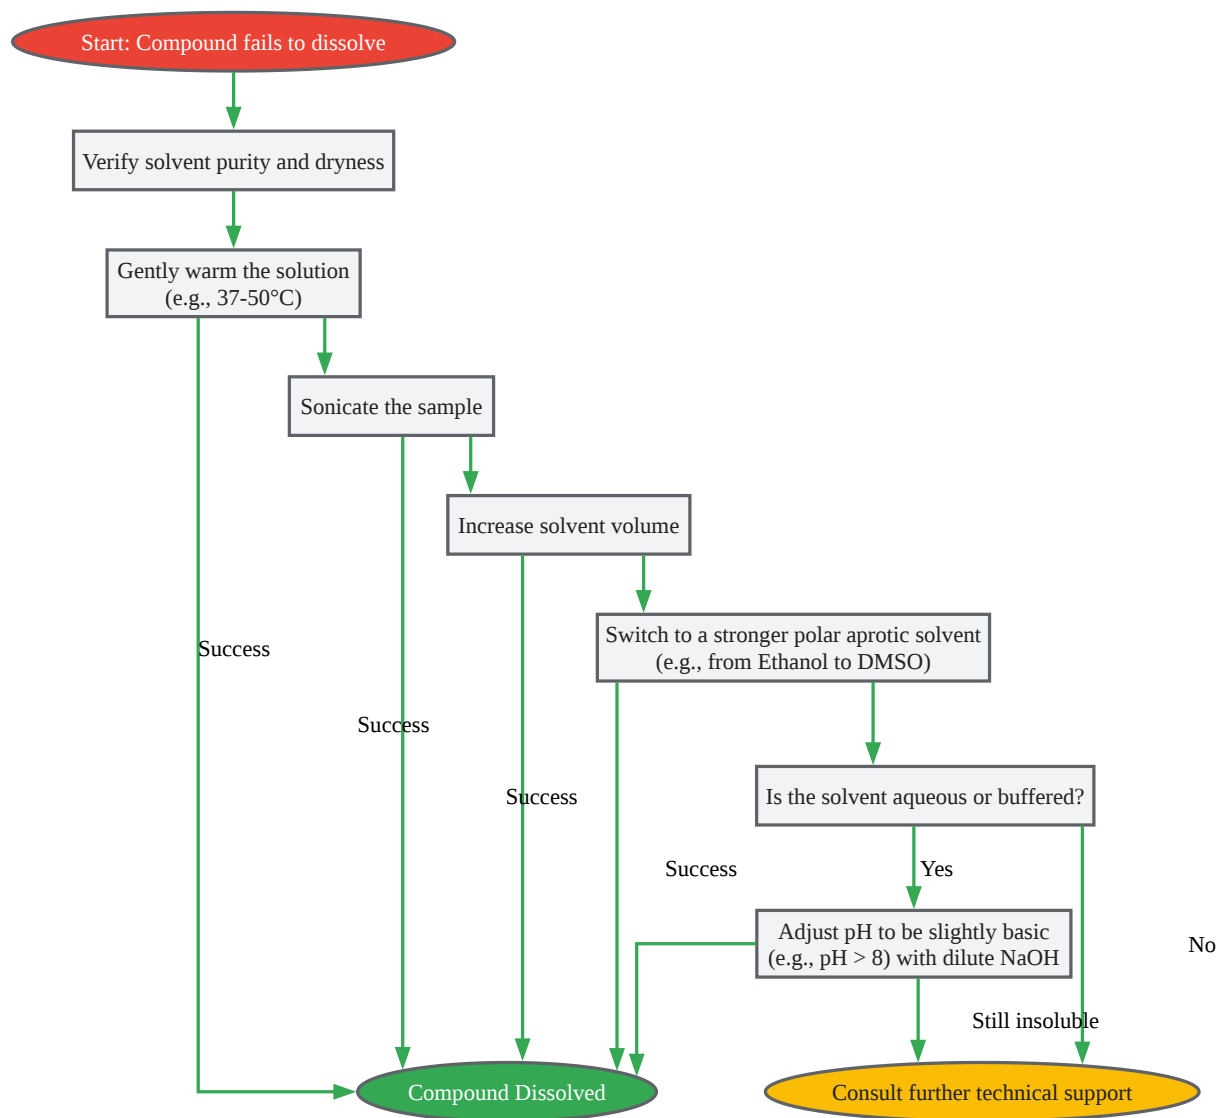 Start: Compound fails to dissolve
Verify solvent purity and dryness
Gently warm the solution
(e.g., 37-50°C)
Sonicate the sample
Increase solvent volume
Switch to a stronger polar aprotic solvent
(e.g., from Ethanol to DMSO)
Success
Success
Success
Is the solvent aqueous or buffered?
Success
Yes
Adjust pH to be slightly basic
(e.g., pH > 8) with dilute NaOH
No
Still insoluble
Compound Dissolved
Consult further technical support